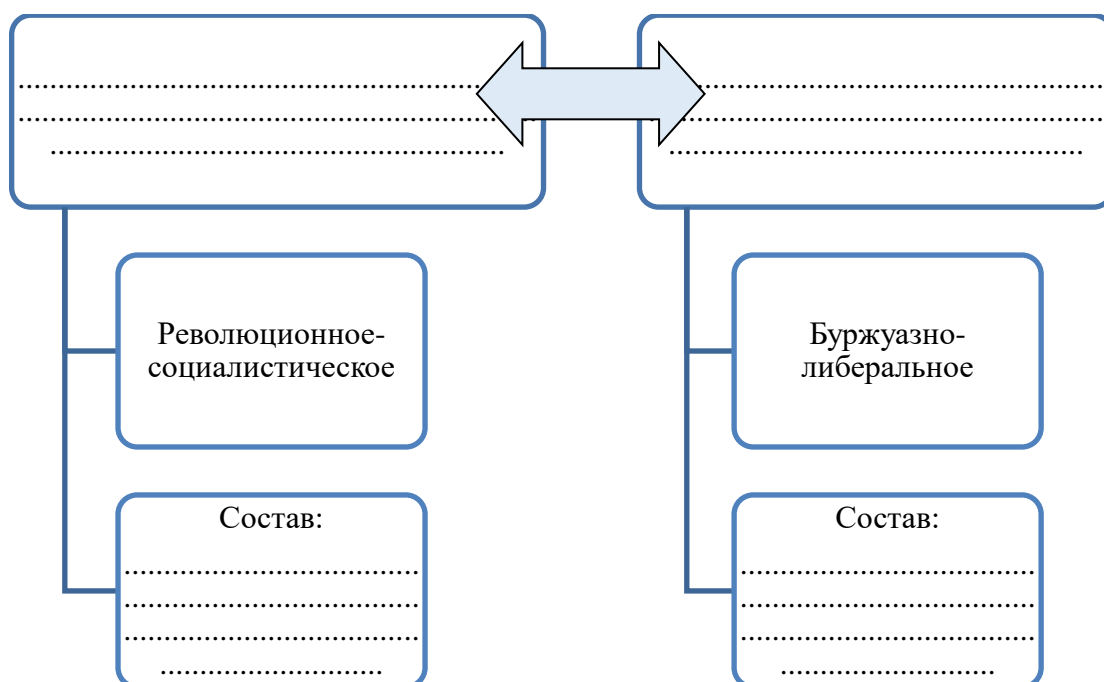 Революционное-
социалистическое
Буржуазно-
либеральное
Состав:
Состав: